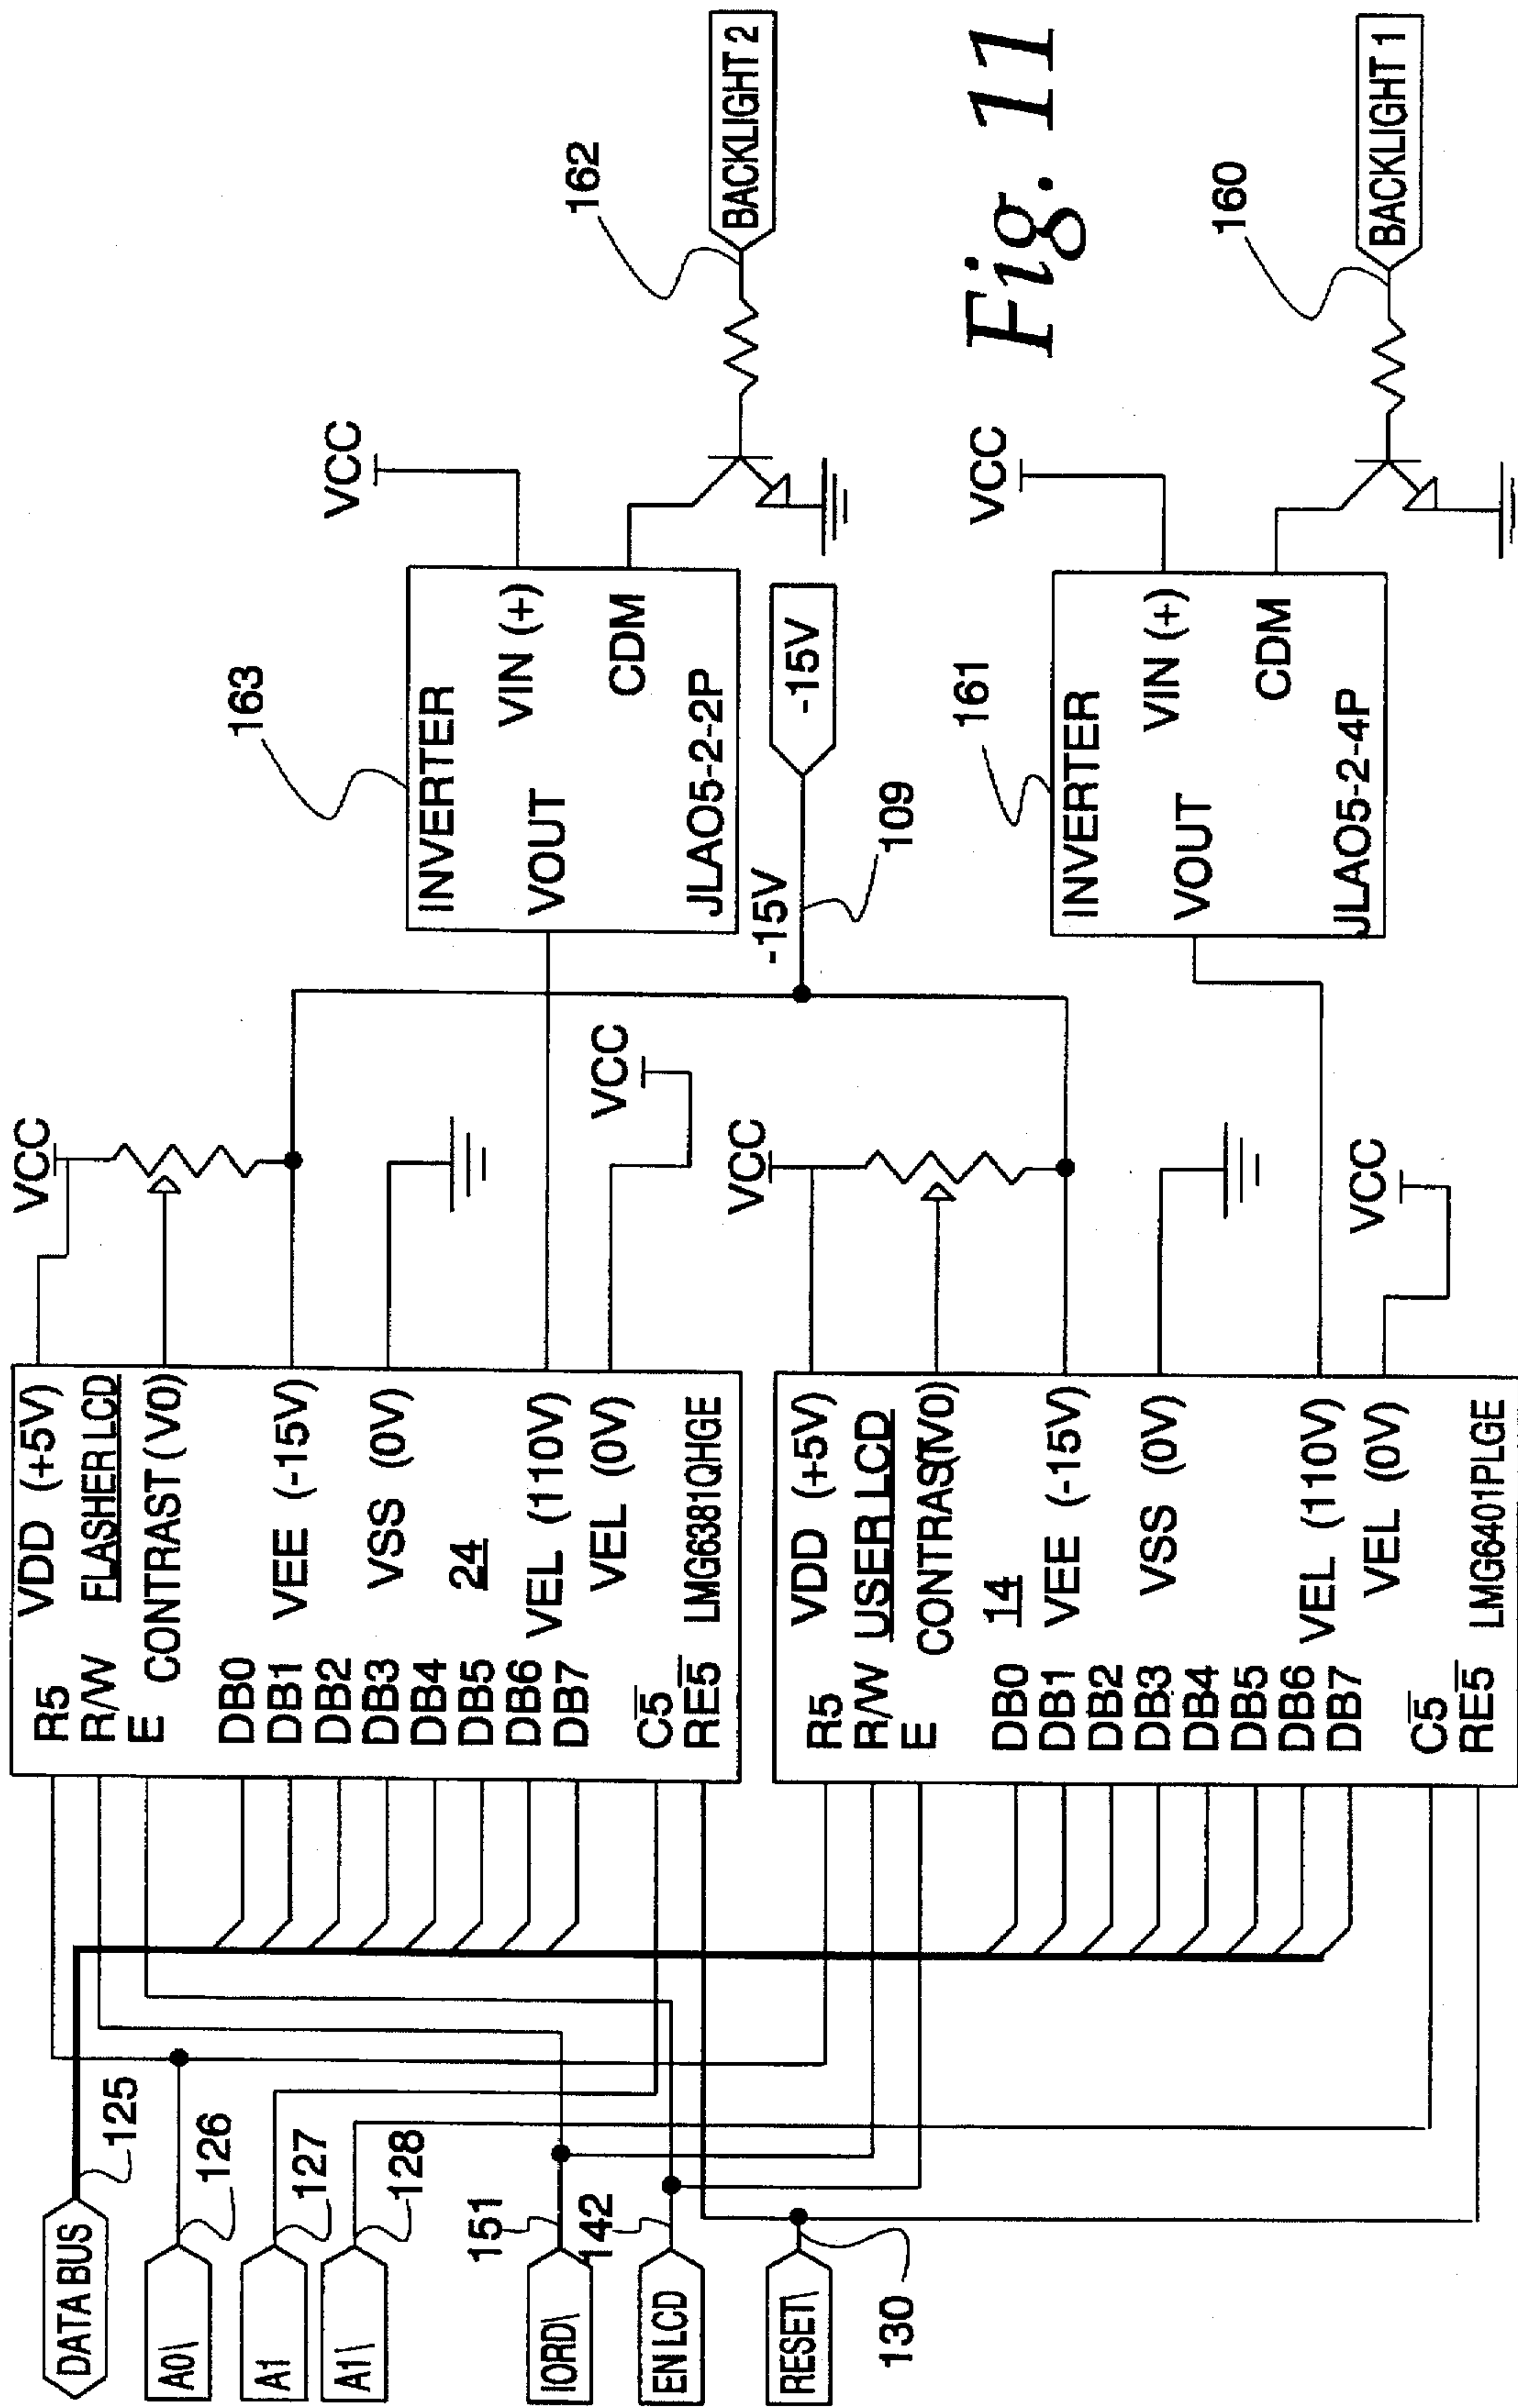 DATA BUS
125
A0\
126
A1
127
A1\
128
IORD\
151
EN LCD
142
RESET\
130
R5 VDD (+5V)
R/W FLASHER LCD
E CONTRAST (V0)
DB0
DB1 VEE (-15V)
DB2
DB3 VSS (0V)
DB4
DB5 24
DB6 VEL (110V)
DB7 VEL (0V)
C5
RE5 LMG6381QHGE
R5 VDD (+5V)
R/W USER LCD
E CONTRAST (V0)
DB0 14
DB1 VEE (-15V)
DB2
DB3 VSS (0V)
DB4
DB5
DB6 VEL (110V)
DB7 VEL (0V)
C5
RE5 LMG6401PLGE
VCC
VCC
VCC
VCC
-15V
109
-15V
163
INVERTER
VIN (+)
VOUT
CDM
JLAO5-2-2P
VCC
162
BACKLIGHT 2
161
INVERTER
VIN (+)
VOUT
CDM
JLAO5-2-4P
VCC
160
BACKLIGHT 1
Fig. 11